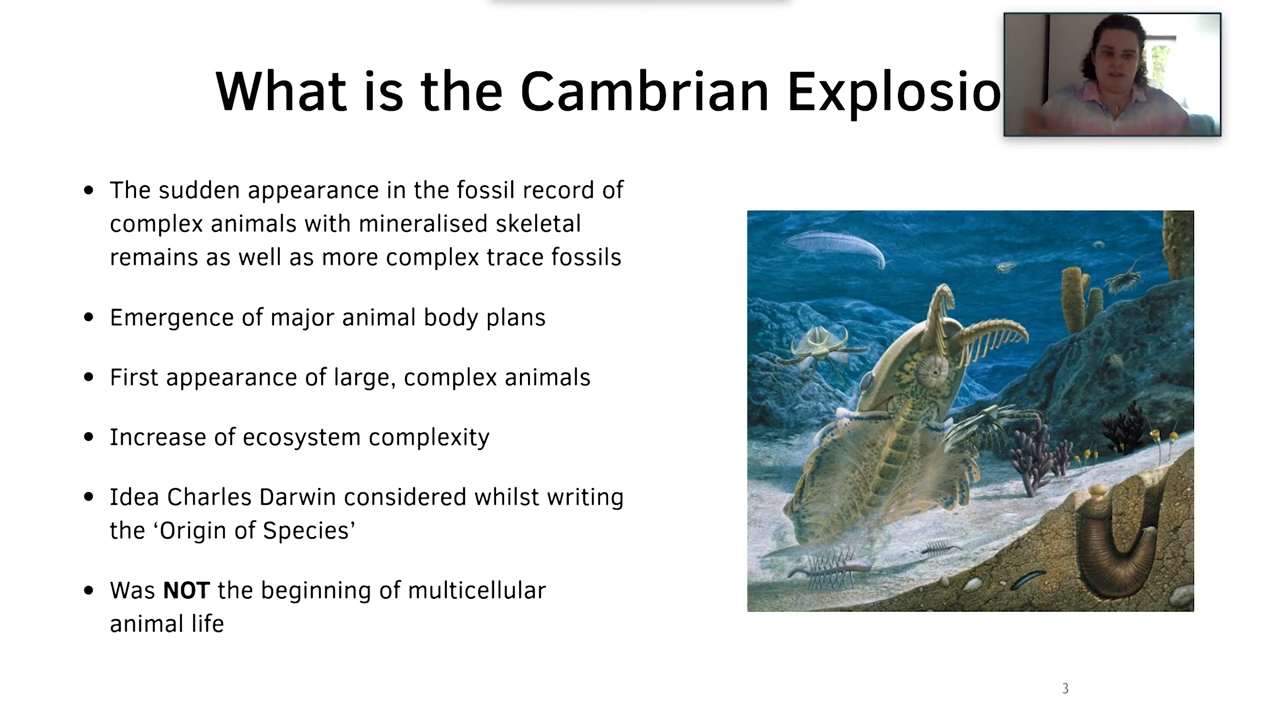 What is the Cambrian Explosio
• The sudden appearance in the fossil record of
complex animals with mineralised skeletal
remains as well as more complex trace fossils
• Emergence of major animal body plans
• First appearance of large, complex animals
• Increase of ecosystem complexity
• Idea Charles Darwin considered whilst writing
the ‘Origin of Species’
• Was NOT the beginning of multicellular
animal life
3